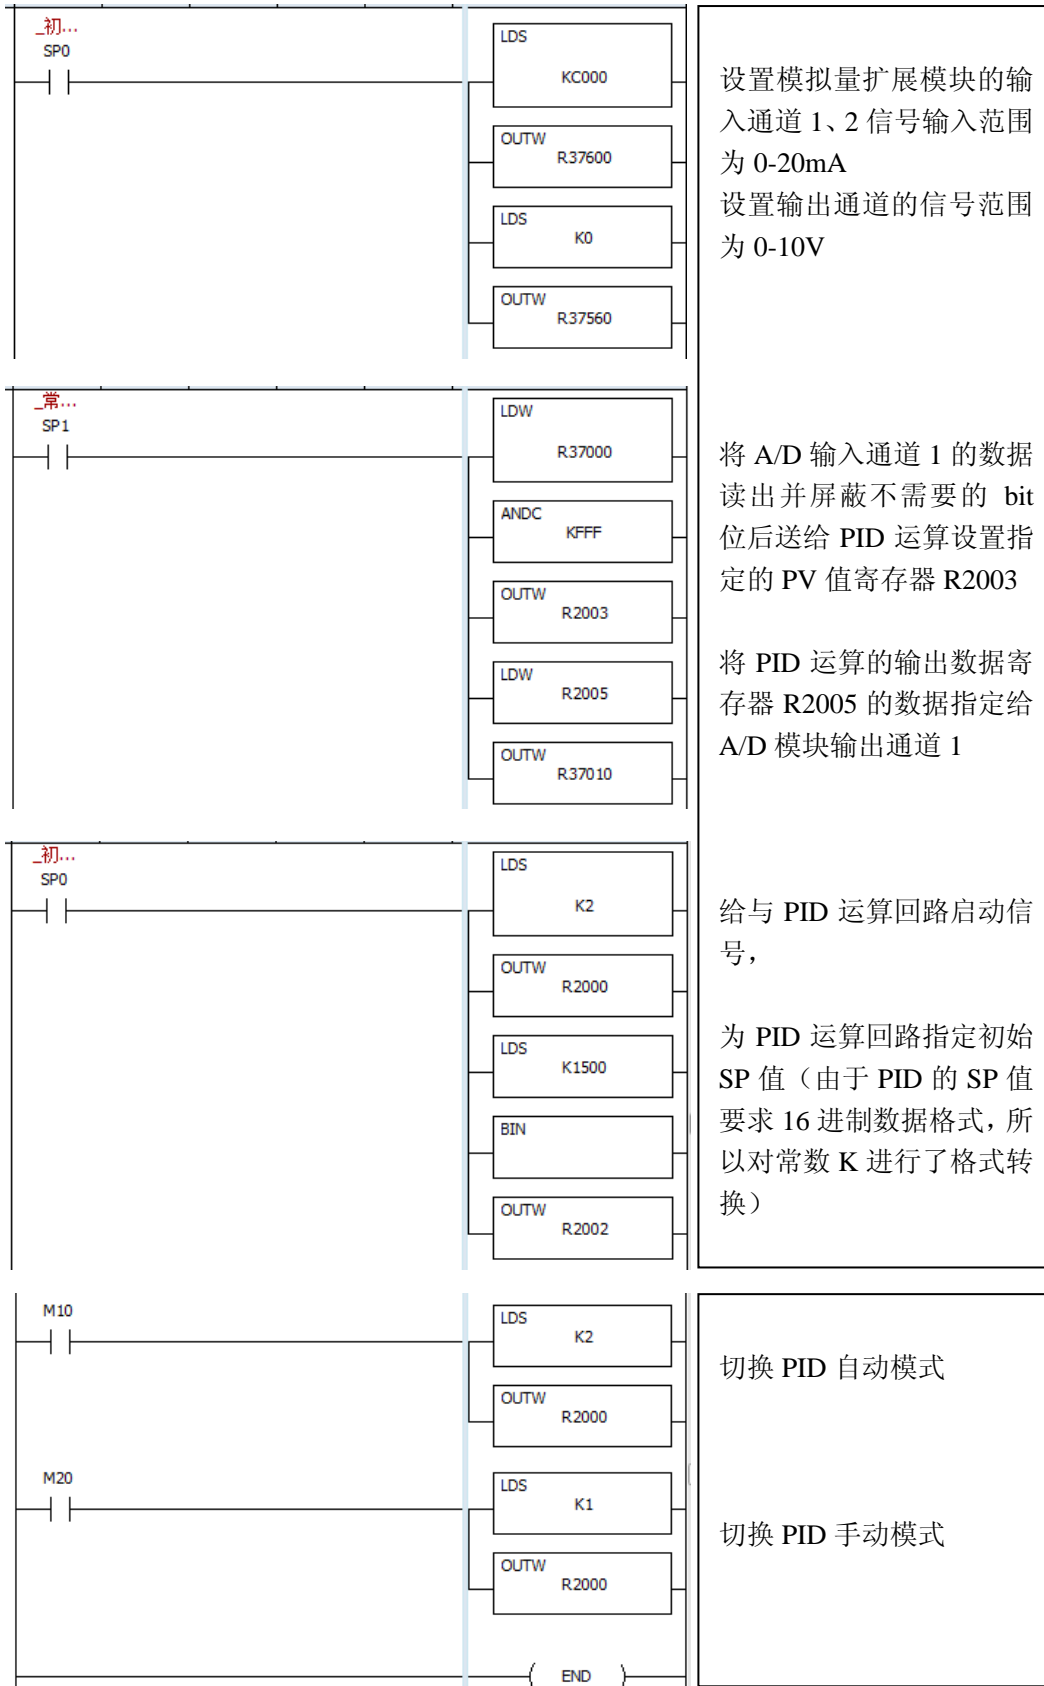 _初...
SP0
LDS
KC000
OUTW
R37600
LDS
K0
OUTW
R37560
设置模拟量扩展模块的输
入通道 1、2 信号输入范围
为 0-20mA
设置输出通道的信号范围
为 0-10V
_常...
SP1
LDW
R37000
ANDC
KFFF
OUTW
R2003
LDW
R2005
OUTW
R37010
将 A/D 输入通道 1 的数据
读出并屏蔽不需要的 bit
位后送给 PID 运算设置指
定的 PV 值寄存器 R2003
将 PID 运算的输出数据寄
存器 R2005 的数据指定给
A/D 模块输出通道 1
_初...
SP0
LDS
K2
OUTW
R2000
LDS
K1500
BIN
OUTW
R2002
给与 PID 运算回路启动信
号，
为 PID 运算回路指定初始
SP 值（由于 PID 的 SP 值
要求 16 进制数据格式，所
以对常数 K 进行了格式转
换）
M10
LDS
K2
OUTW
R2000
切换 PID 自动模式
M20
LDS
K1
OUTW
R2000
切换 PID 手动模式
END